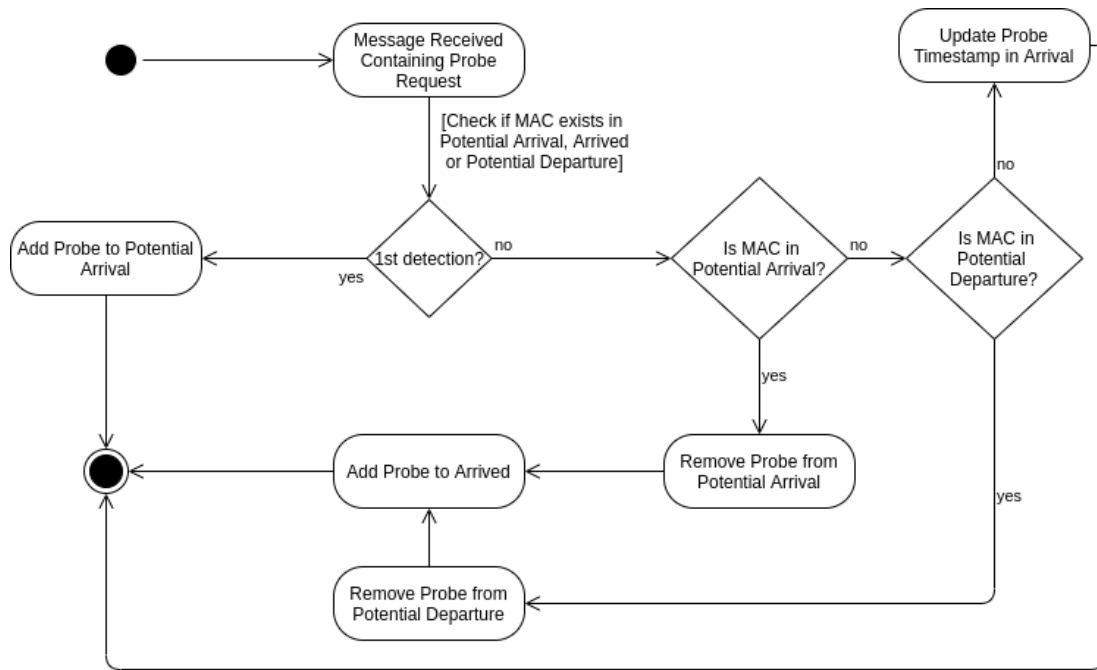 Message Received
Containing Probe
Request
Update Probe
Timestamp in Arrival
[Check if MAC exists in
Potential Arrival, Arrived
or Potential Departure]
no
Add Probe to Potential
Arrival
yes
1st detection?
no
Is MAC in
Potential Arrival?
no
Is MAC in
Potential
Departure?
yes
Add Probe to Arrived
Remove Probe from
Potential Arrival
yes
Remove Probe from
Potential Departure